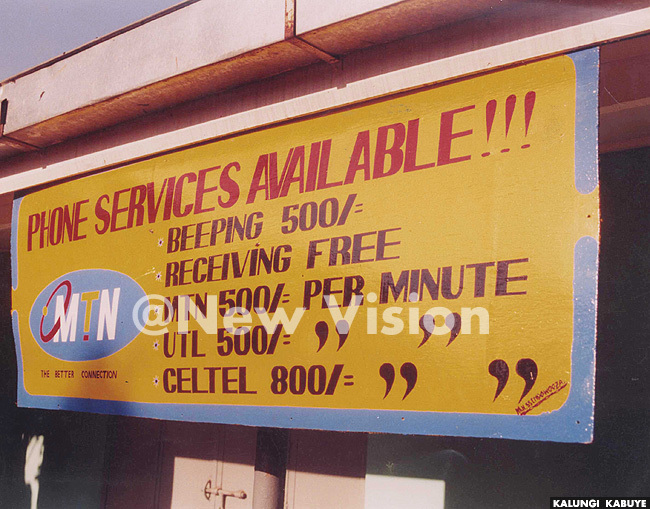 PHONE SERVICES AVAILABLE!!!
BEEPING 500/=
RECEIVING FREE
MTN 500/= PER MINUTE
UTL 500/= " "
CELTEL 800/= " "
MTN
THE BETTER CONNECTION
@New Vision
KALUNGI KABUYE